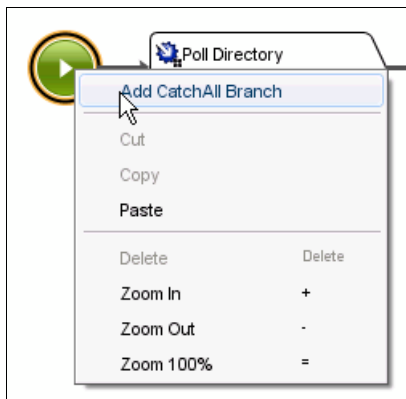 Poll Directory
Add CatchAll Branch
Cut
Copy
Paste
Delete Delete
Zoom In +
Zoom Out -
Zoom 100% =